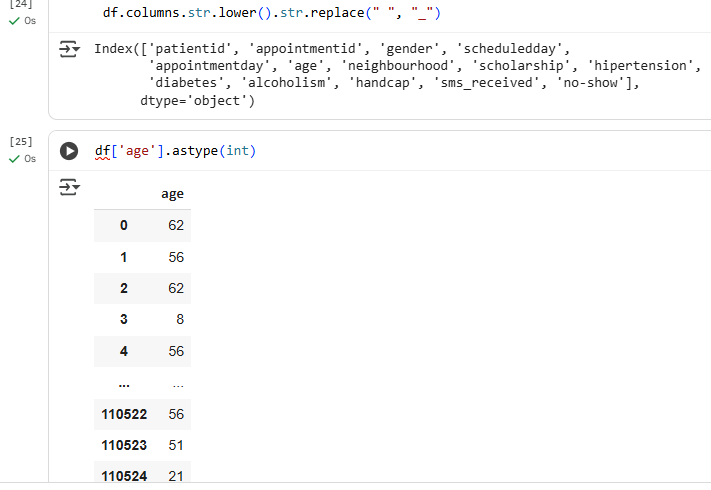 [24]
0s
df.columns.str.lower().str.replace(" ", "_")
Index(['patientid', 'appointmentid', 'gender', 'scheduledday',
'appointmentday', 'age', 'neighbourhood', 'scholarship', 'hipertension',
'diabetes', 'alcoholism', 'handcap', 'sms_received', 'no-show'],
dtype='object')
[25]
0s
df['age'].astype(int)
age
0 62
1 56
2 62
3 8
4 56
... ...
110522 56
110523 51
110524 21